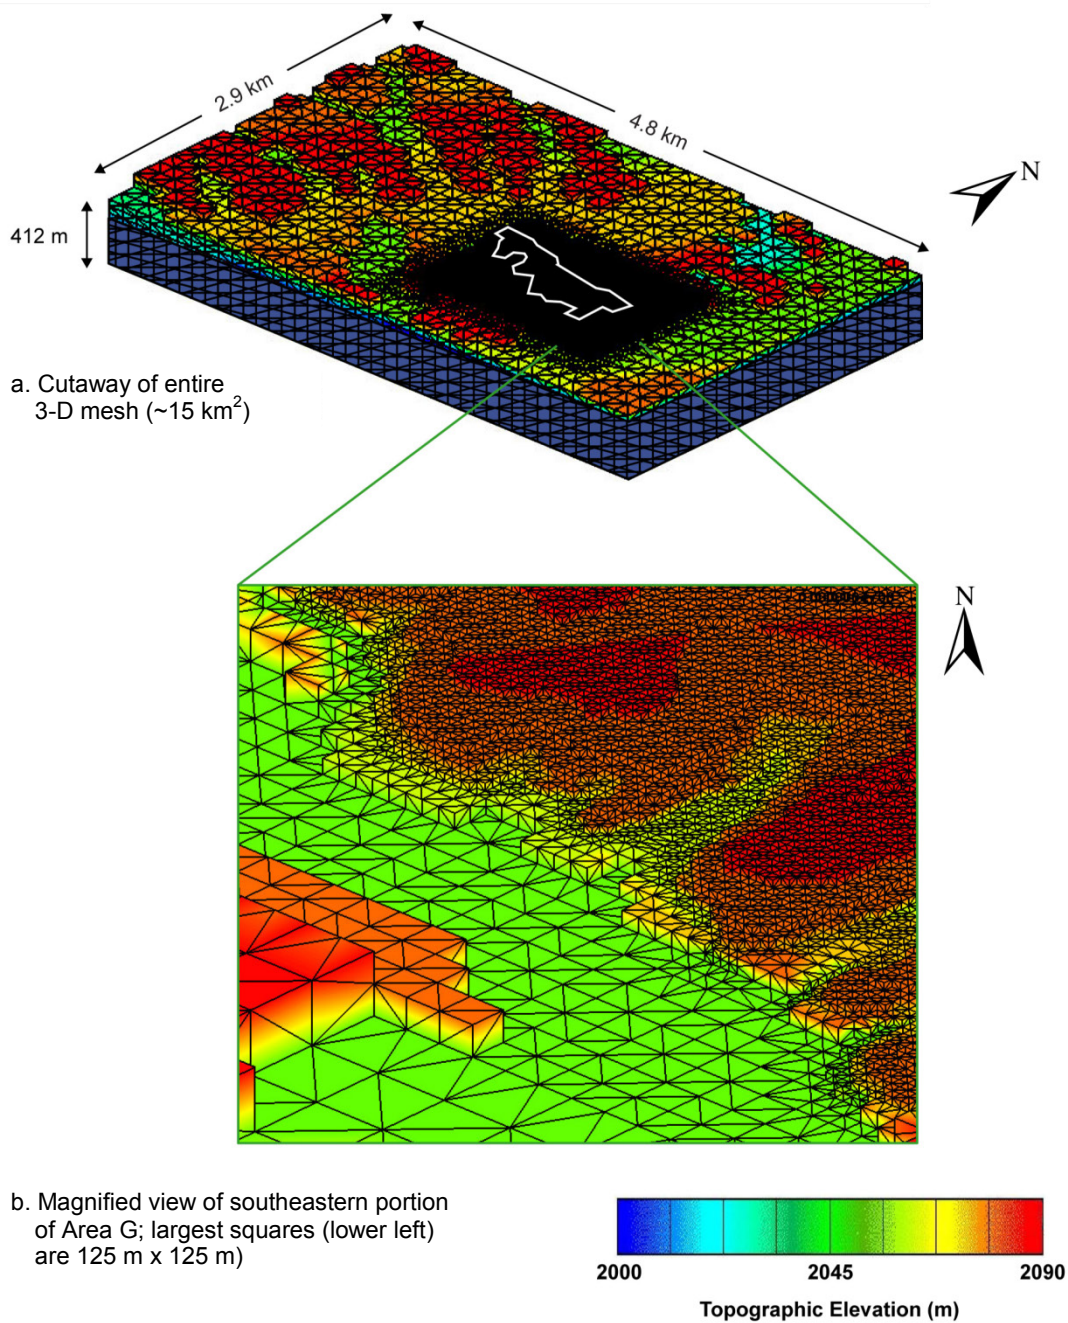 2.9 km
4.8 km
N
412 m
a. Cutaway of entire
3-D mesh (~15 km²)
N
b. Magnified view of southeastern portion
of Area G; largest squares (lower left)
are 125 m x 125 m)
2000
2045
2090
Topographic Elevation (m)